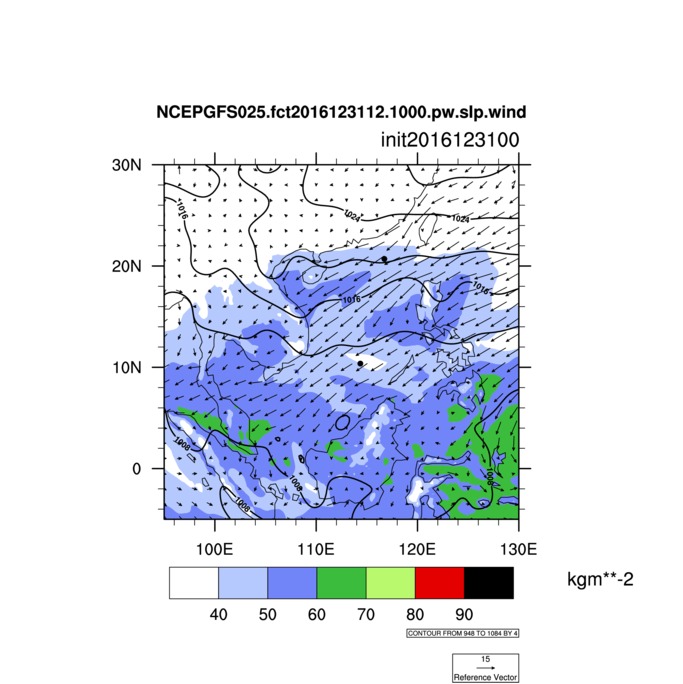 NCEPGFS025.fct2016123112.1000.pw.slp.wind
init2016123100
30N
20N
10N
0
100E 110E 120E 130E
1016
1024
1024
1016
1016
1008
1008
1008
1008
kgm**-2
40 50 60 70 80 90
CONTOUR FROM 948 TO 1084 BY 4
15
Reference Vector